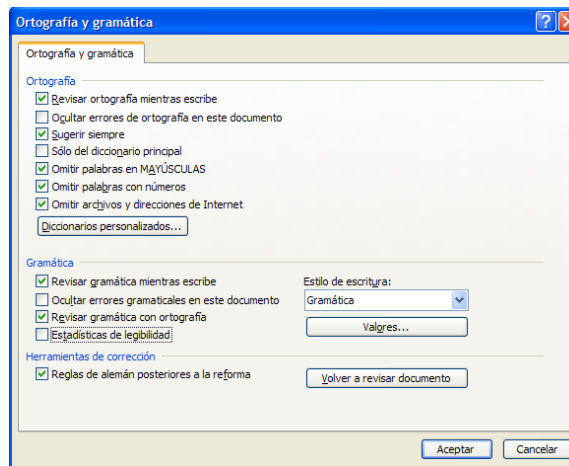 Ortografía y gramática
Ortografía y gramática
Ortografía
Revisar ortografía mientras escribe
Ocultar errores de ortografía en este documento
Sugerir siempre
Sólo del diccionario principal
Omitir palabras en MAYÚSCULAS
Omitir palabras con números
Omitir archivos y direcciones de Internet
Diccionarios personalizados...
Gramática
Revisar gramática mientras escribe
Estilo de escritura:
Ocultar errores gramaticales en este documento
Gramática
Revisar gramática con ortografía
Valores...
Estadísticas de legibilidad
Herramientas de corrección
Reglas de alemán posteriores a la reforma
Volver a revisar documento
Aceptar
Cancelar